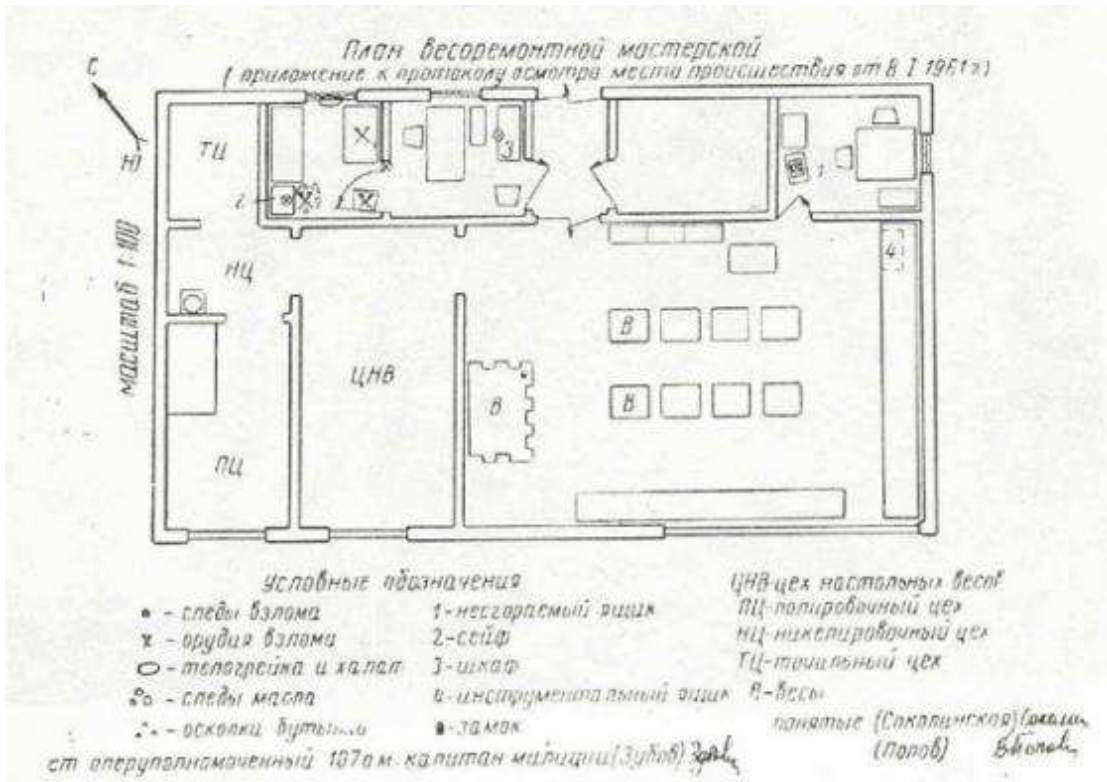 План весоремонтной мастерской
(приложение к протоколу осмотра места происшествия от 8 I 1961 г.)
С
Ю
масштаб 1:100
ТЦ
НЦ
ПЦ
ЦНВ
2
3
1
4
В
В
В
Условные обозначения
- следы взлома
- орудия взлома
- телогрейка и халат
- следы масла
- осколки бутылки
1-несгораемый ящик
2-сейф
3-шкаф
4-инструментальный ящик
-замок
ЦНВ-цех настольных весов
ПЦ-полировочный цех
НЦ-никелировочный цех
ТЦ-точильный цех
В-весы
понятые (Соколинская)
(Попов)
ст оперуполномоченный 107 о.м. капитан милиции (Зубов)